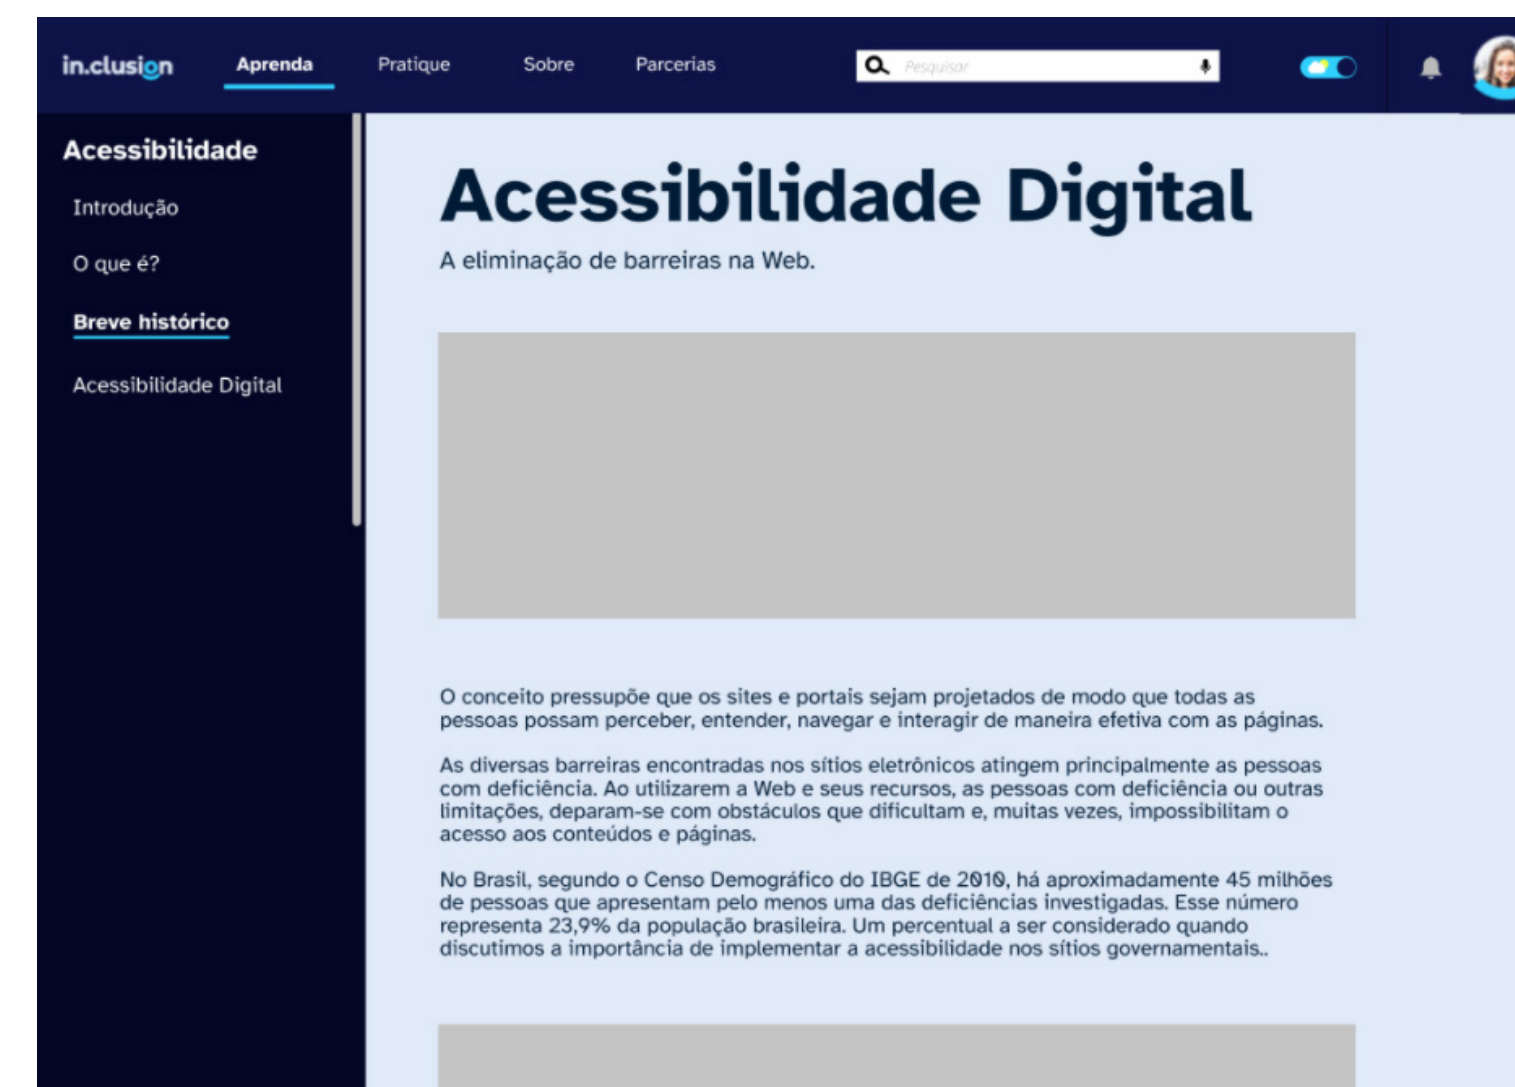 in.clusion
Aprenda
Pratique
Sobre
Parcerias
Pesquisar
Acessibilidade
Introdução
O que é?
Breve histórico
Acessibilidade Digital
Acessibilidade Digital
A eliminação de barreiras na Web.
O conceito pressupõe que os sites e portais sejam projetados de modo que todas as
pessoas possam perceber, entender, navegar e interagir de maneira efetiva com as páginas.
As diversas barreiras encontradas nos sítios eletrônicos atingem principalmente as pessoas
com deficiência. Ao utilizarem a Web e seus recursos, as pessoas com deficiência ou outras
limitações, deparam-se com obstáculos que dificultam e, muitas vezes, impossibilitam o
acesso aos conteúdos e páginas.
No Brasil, segundo o Censo Demográfico do IBGE de 2010, há aproximadamente 45 milhões
de pessoas que apresentam pelo menos uma das deficiências investigadas. Esse número
representa 23,9% da população brasileira. Um percentual a ser considerado quando
discutimos a importância de implementar a acessibilidade nos sítios governamentais..